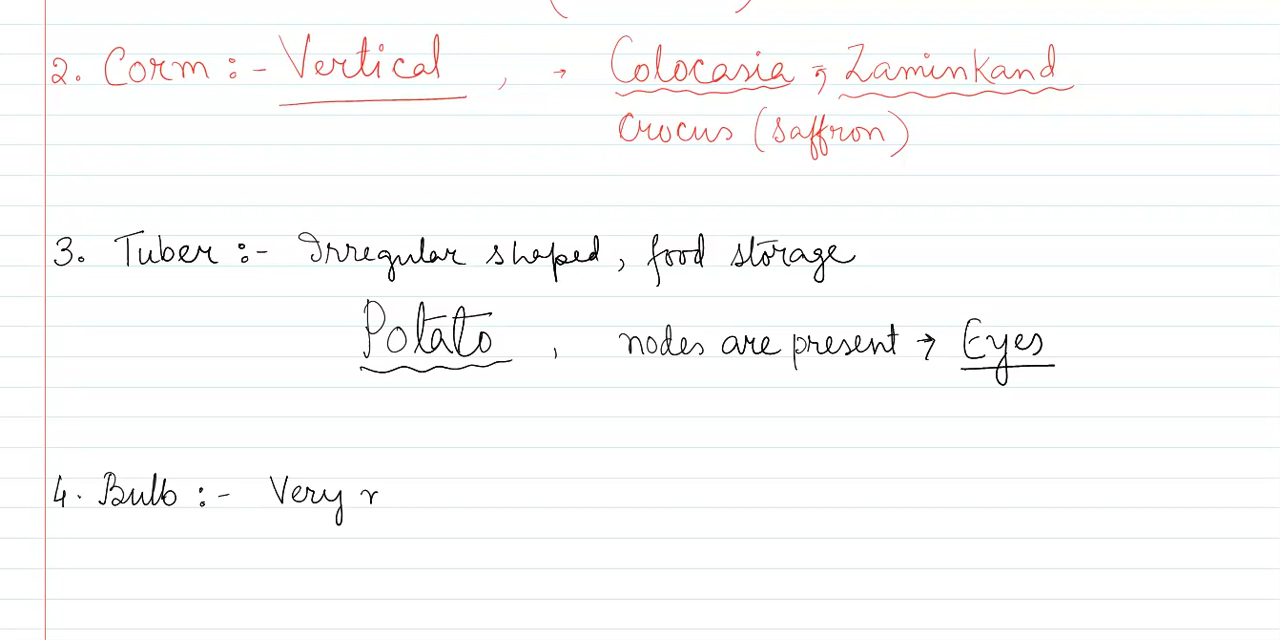 2. Corm :- Vertical , → Colocasia , Zaminkand
Crocus (Saffron)
3. Tuber :- Irregular shaped, food storage
Potato , nodes are present → Eyes
4. Bulb :- Very r